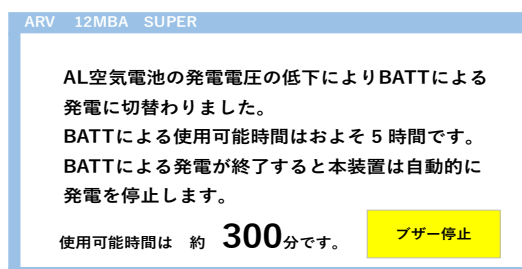 ARV 12MBA SUPER
AL空気電池の発電電圧の低下によりBATTによる
発電に切替わりました。
BATTによる使用可能時間はおよそ５時間です。
BATTによる発電が終了すると本装置は自動的に
発電を停止します。
使用可能時間は 約 300分です。
ブザー停止